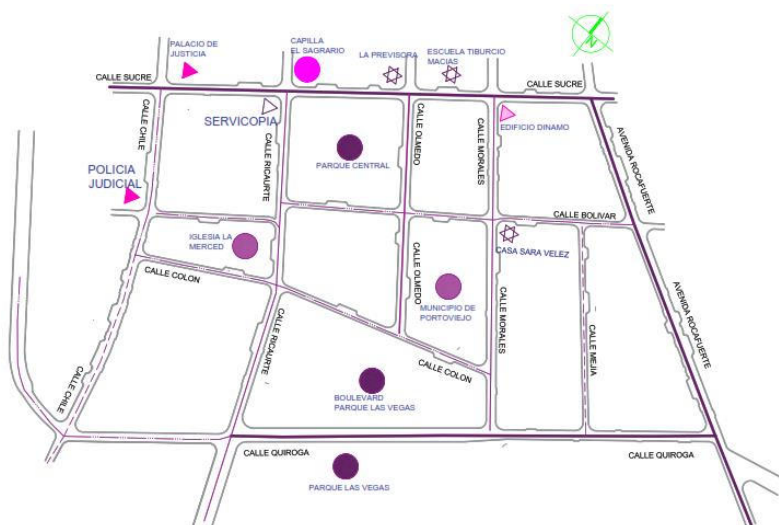 PALACIO DE
JUSTICIA
CAPILLA
EL SAGRARIO
LA PREVISORA
ESCUELA TIBURCIO
MACIAS
CALLE SUCRE
CALLE SUCRE
CALLE CHILE
SERVICOPIA
CALLE RICAURTE
PARQUE CENTRAL
CALLE OLMEDO
CALLE MORALES
EDIFICIO DINAMO
AVENIDA ROCAFUERTE
POLICIA
JUDICIAL
CALLE BOLIVAR
IGLESIA LA
MERCED
CASA SARA VELEZ
CALLE COLON
CALLE OLMEDO
MUNICIPIO DE
PORTOVIEJO
CALLE MORALES
CALLE MEJIA
AVENIDA ROCAFUERTE
CALLE RICAURTE
CALLE CHILE
CALLE COLON
BOULEVARD
PARQUE LAS VEGAS
CALLE QUIROGA
CALLE QUIROGA
PARQUE LAS VEGAS